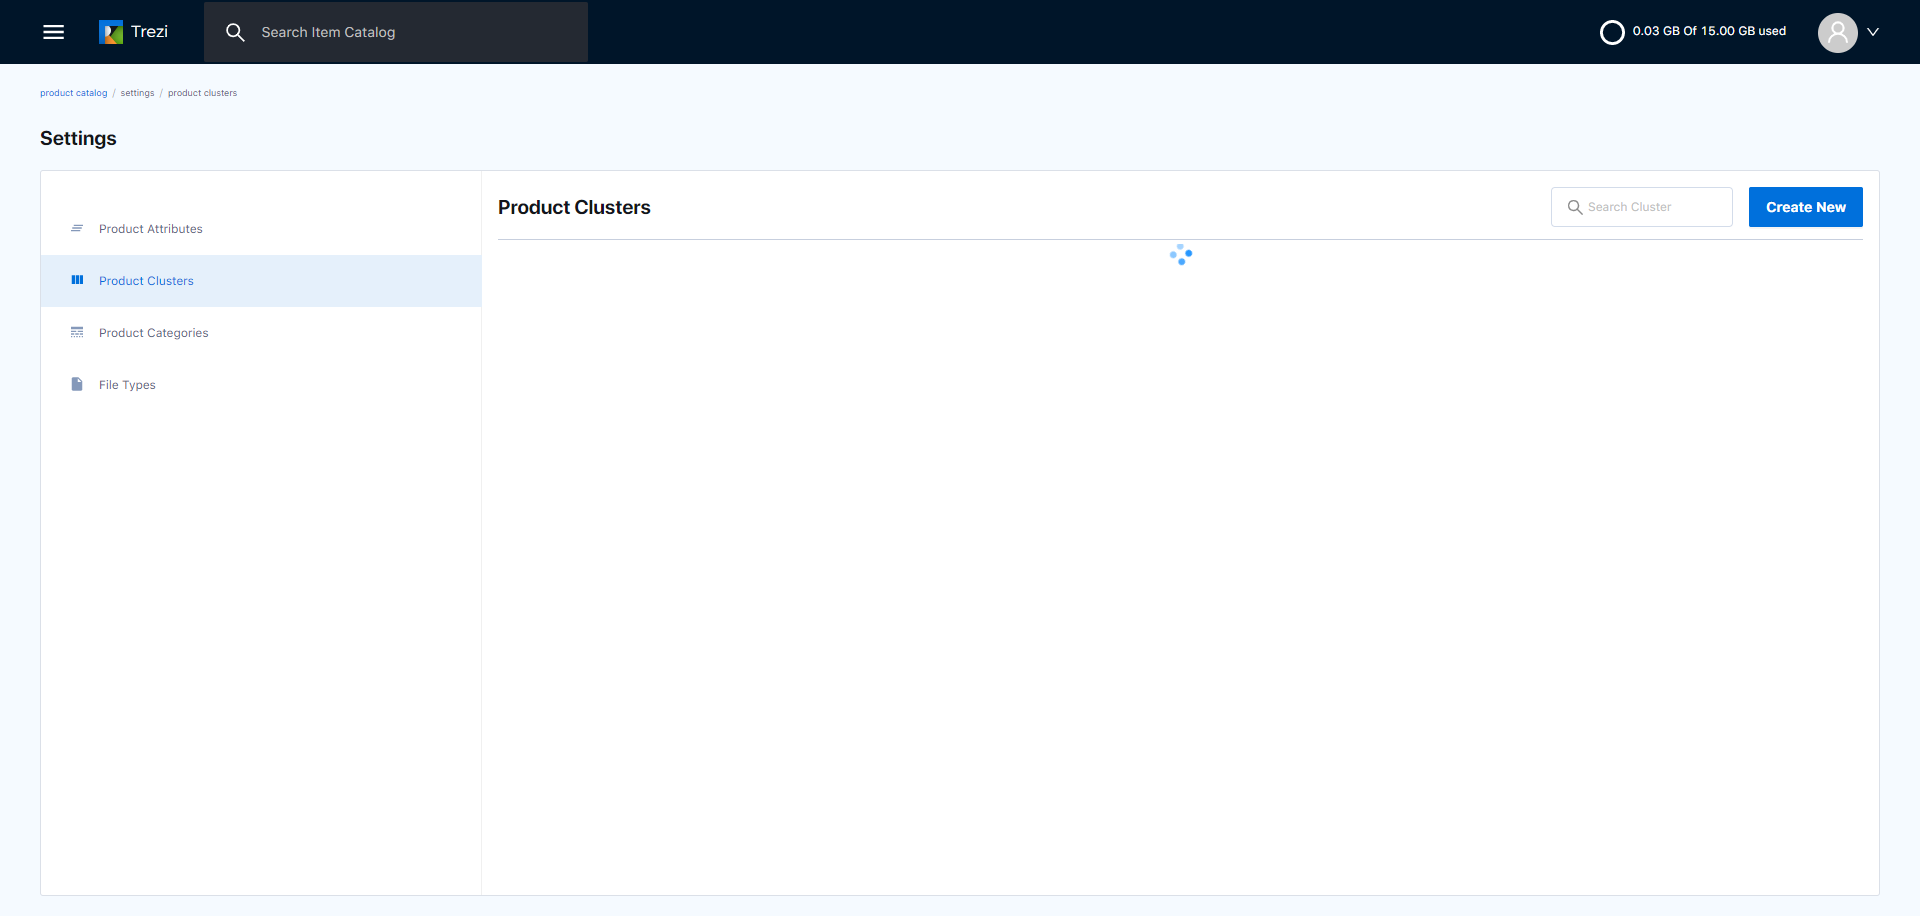 Trezi
Search Item Catalog
0.03 GB Of 15.00 GB used
product catalog / settings / product clusters
Settings
Product Attributes
Product Clusters
Product Categories
File Types
Product Clusters
Search Cluster
Create New